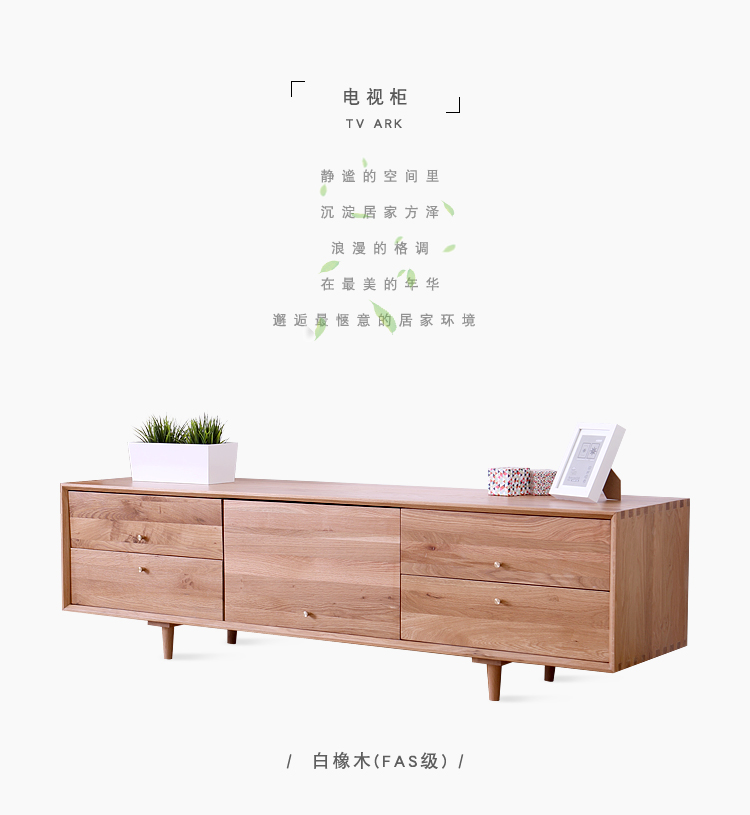 电视柜
TV ARK
静谧的空间里
沉淀居家方泽
浪漫的格调
在最美的年华
邂逅最惬意的居家环境
/ 白橡木(FAS级) /